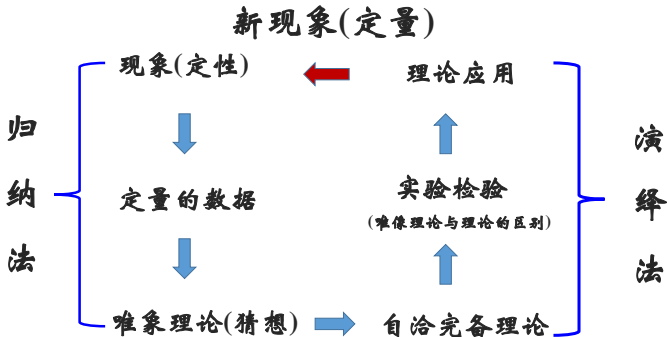 新现象(定量)
现象(定性)
理论应用
归纳法
定量的数据
实验检验
(唯像理论与理论的区别)
演绎法
唯象理论(猜想)
自洽完备理论